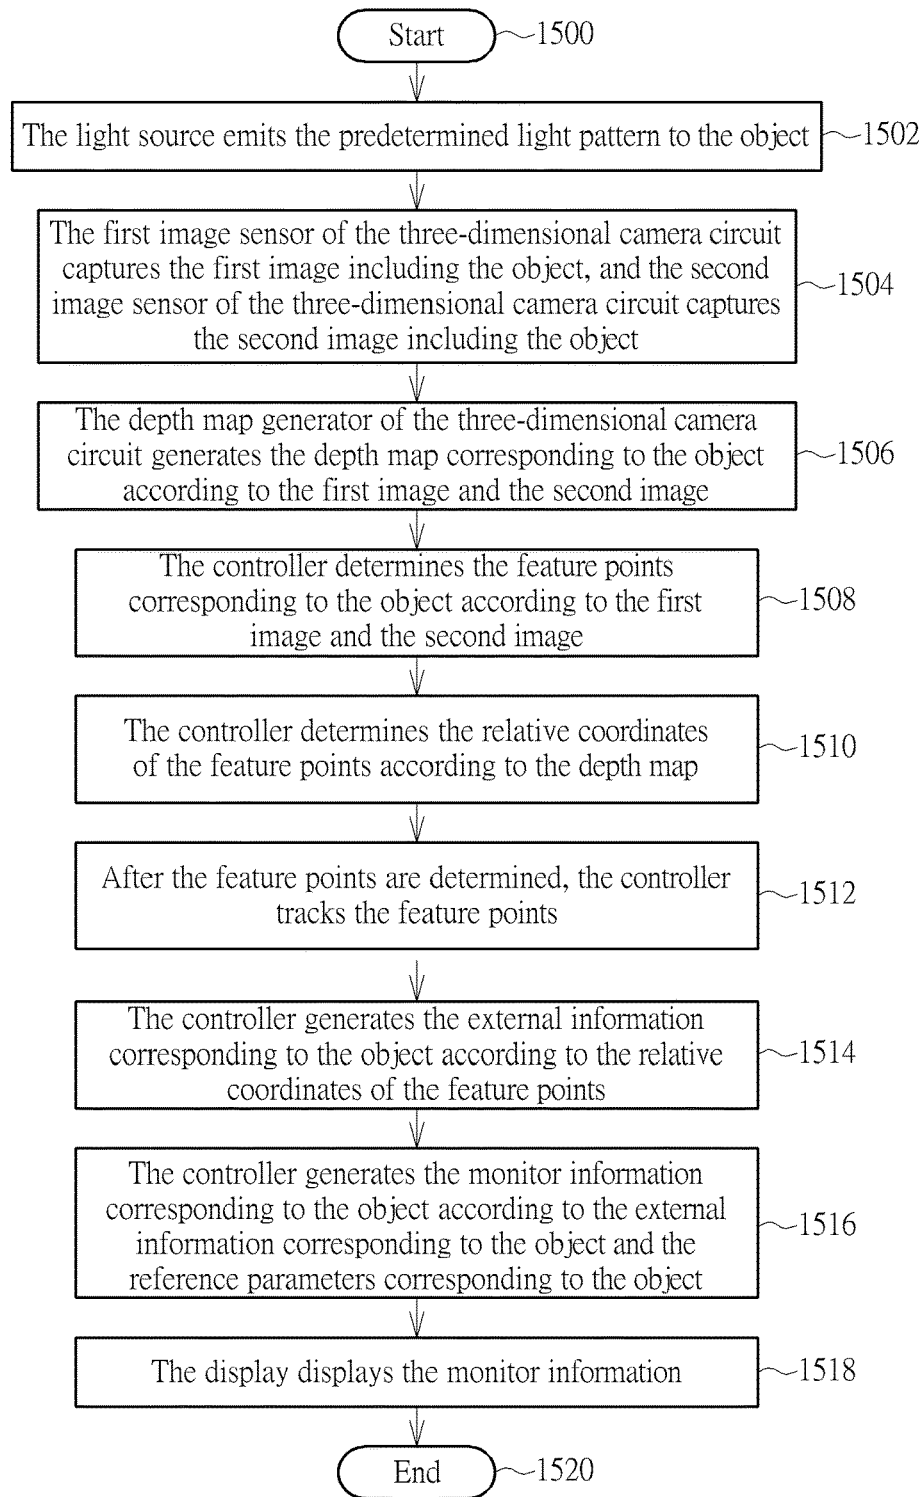 Start
1500
The light source emits the predetermined light pattern to the object
1502
The first image sensor of the three-dimensional camera circuit
captures the first image including the object, and the second
image sensor of the three-dimensional camera circuit captures
the second image including the object
1504
The depth map generator of the three-dimensional camera
circuit generates the depth map corresponding to the object
according to the first image and the second image
1506
The controller determines the feature points
corresponding to the object according to the first
image and the second image
1508
The controller determines the relative coordinates
of the feature points according to the depth map
1510
After the feature points are determined, the controller
tracks the feature points
1512
The controller generates the external information
corresponding to the object according to the relative
coordinates of the feature points
1514
The controller generates the monitor information
corresponding to the object according to the external
information corresponding to the object and the
reference parameters corresponding to the object
1516
The display displays the monitor information
1518
End
1520